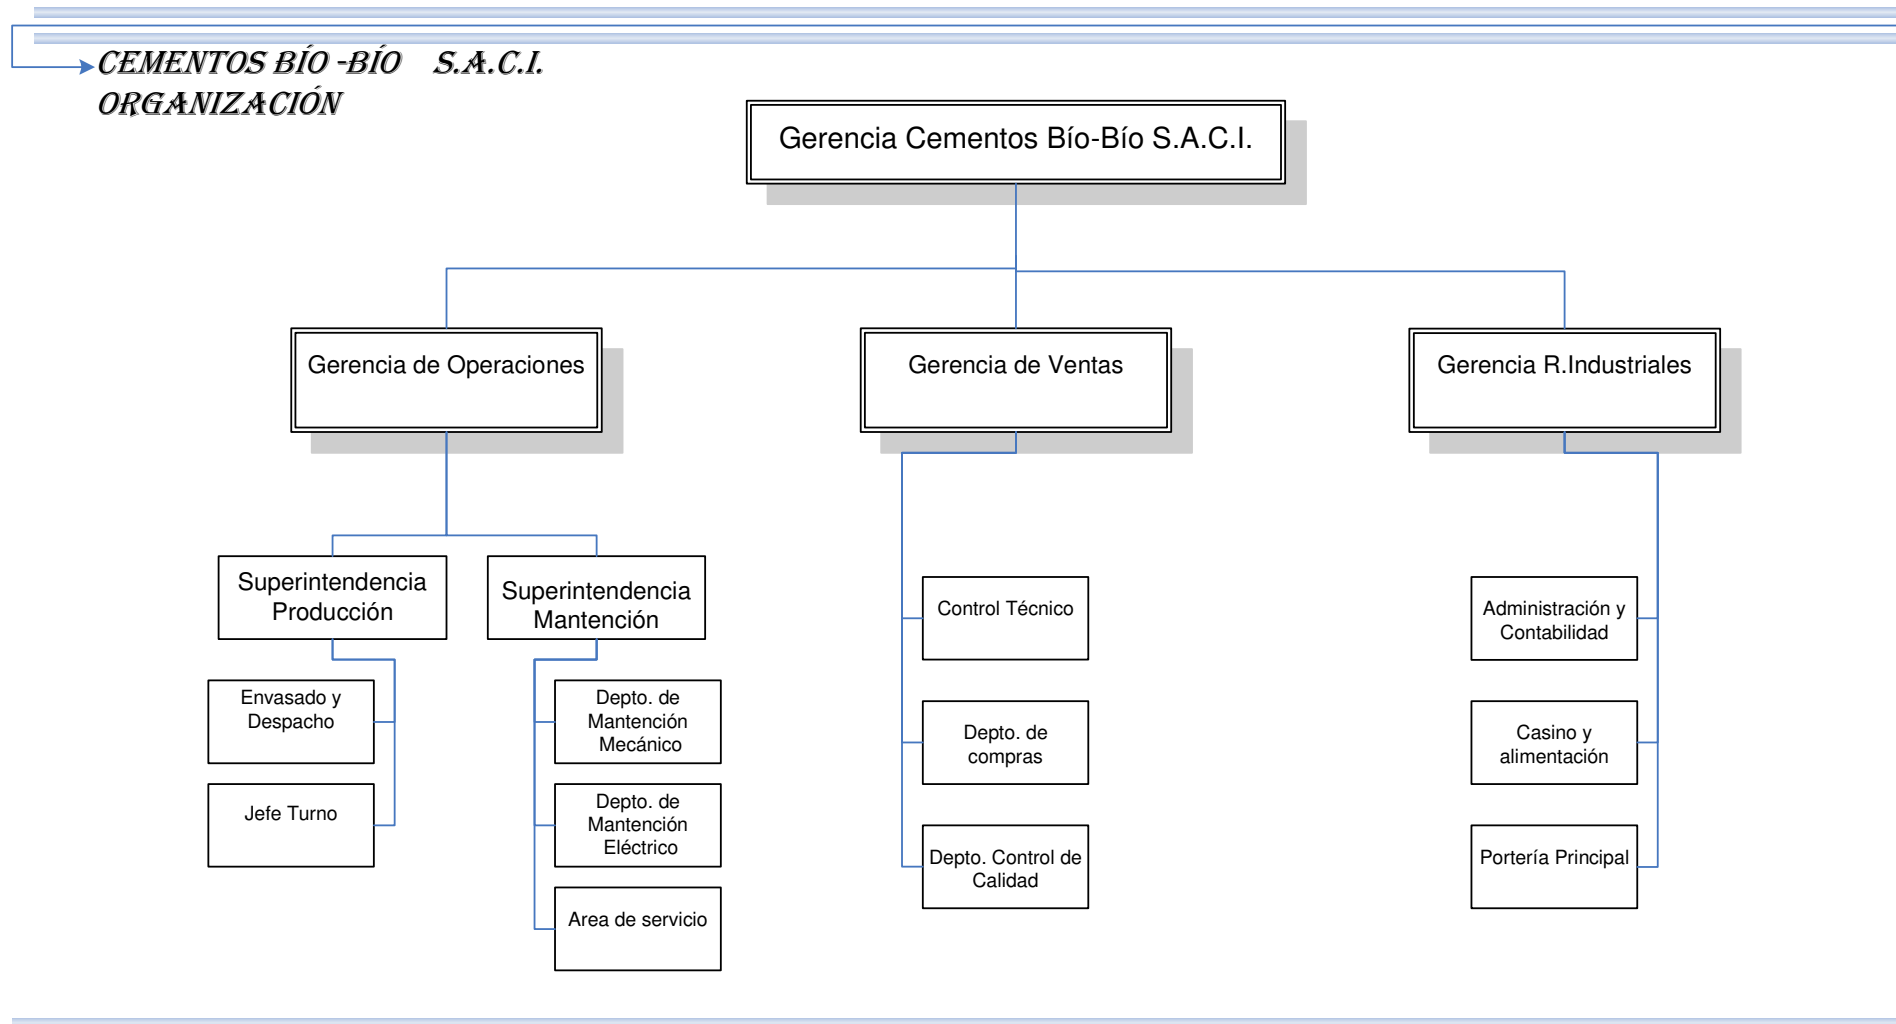 CEMENTOS BÍO -BÍO S.A.C.I.
ORGANIZACIÓN
Gerencia Cementos Bío-Bío S.A.C.I.
Gerencia de Operaciones
Gerencia de Ventas
Gerencia R.Industriales
Superintendencia
Producción
Superintendencia
Mantención
Envasado y
Despacho
Jefe Turno
Depto. de
Mantención
Mecánico
Depto. de
Mantención
Eléctrico
Area de servicio
Control Técnico
Depto. de
compras
Depto. Control de
Calidad
Administración y
Contabilidad
Casino y
alimentación
Portería Principal